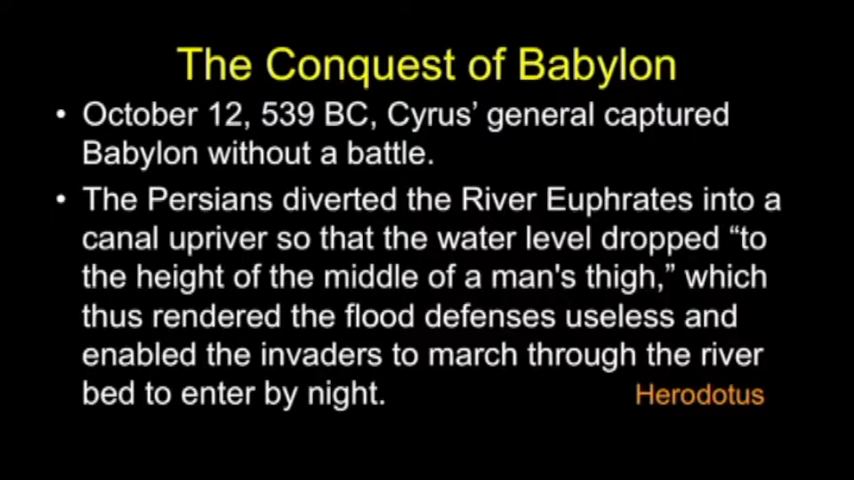 The Conquest of Babylon
• October 12, 539 BC, Cyrus’ general captured
Babylon without a battle.
• The Persians diverted the River Euphrates into a
canal upriver so that the water level dropped “to
the height of the middle of a man's thigh,” which
thus rendered the flood defenses useless and
enabled the invaders to march through the river
bed to enter by night. Herodotus